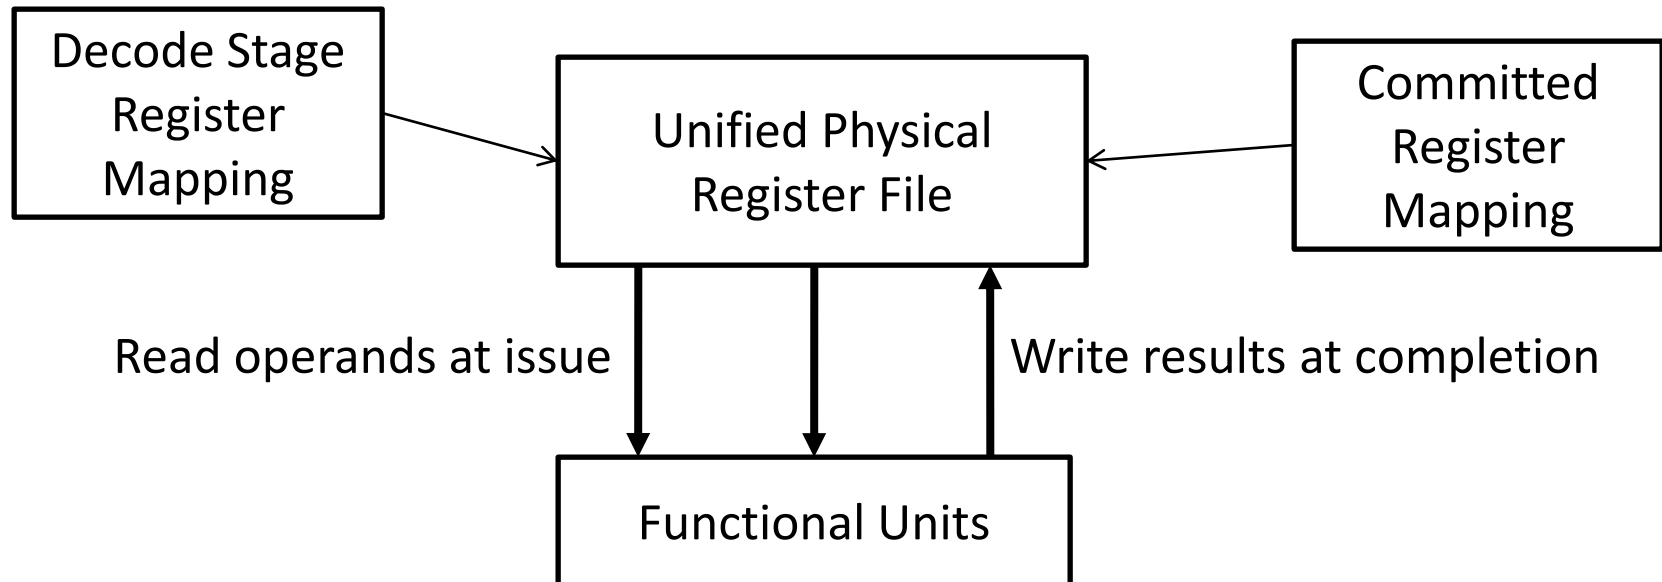 Decode Stage
Register
Mapping
Unified Physical
Register File
Committed
Register
Mapping
Read operands at issue
Write results at completion
Functional Units